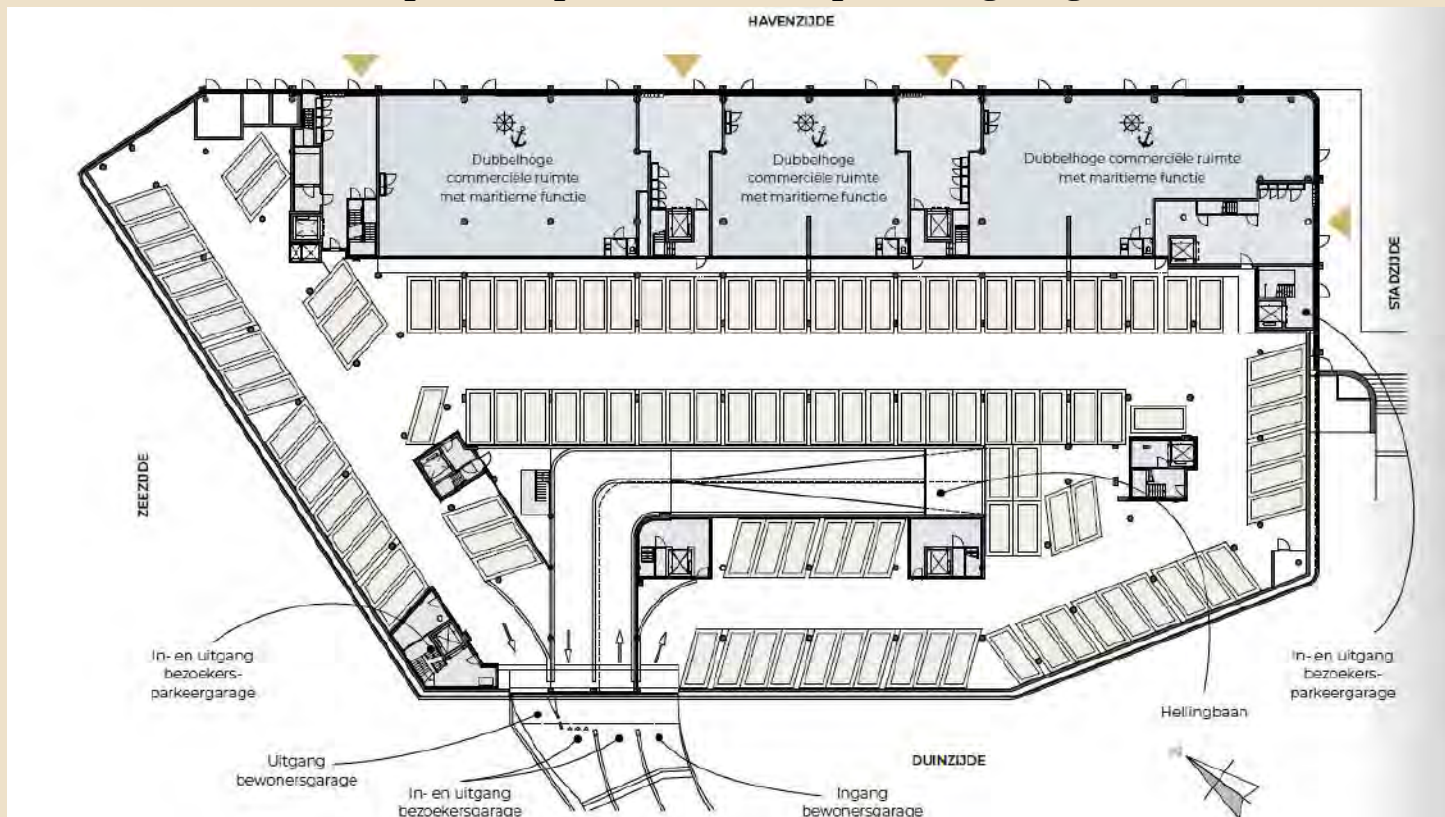 HAVENZIJDE
Dubbelhoge
commerciële ruimte
met maritieme functie
Dubbelhoge
commerciële ruimte
met maritieme functie
Dubbelhoge commerciële ruimte
met maritieme functie
STADZIJDE
ZEEZIJDE
In- en uitgang
bezoekers-
parkeergarage
In- en uitgang
bezoekers-
parkeergarage
Hellingbaan
Uitgang
bewonersgarage
In- en uitgang
bezoekersgarage
Ingang
bewonersgarage
DUINZIJDE